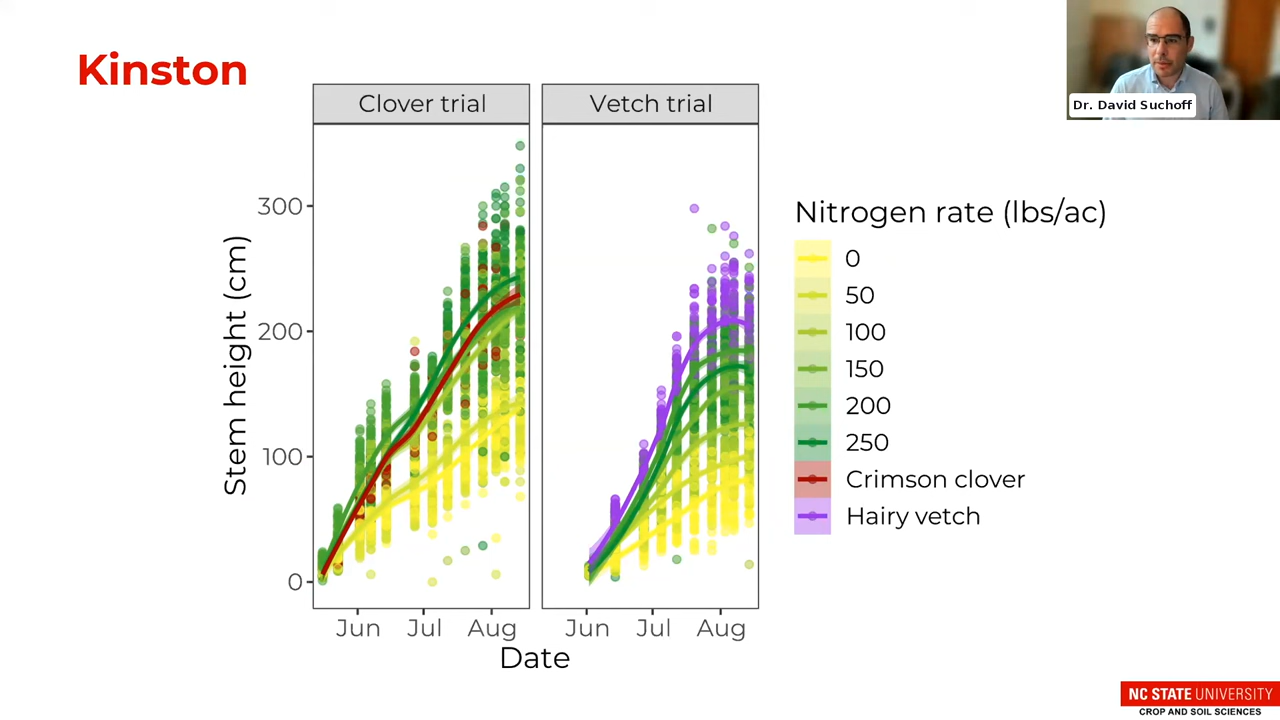 Kinston
Dr. David Suchoff
Clover trial
Vetch trial
Stem height (cm)
300
200
100
0
Jun Jul Aug
Jun Jul Aug
Date
Nitrogen rate (lbs/ac)
0
50
100
150
200
250
Crimson clover
Hairy vetch
NC STATE UNIVERSITY
CROP AND SOIL SCIENCES